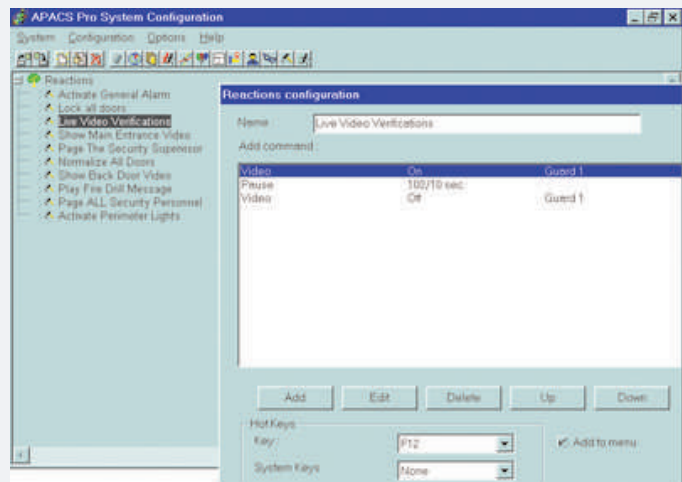 APACS Pro System Configuration
System Configuration Options Help
Reactions
Activate General Alarm
Lock all doors
Live Video Verifications
Show Main Entrance Video
Page The Security Supervisor
Normalize All Doors
Show Back Door Video
Play Fire Drill Message
Page ALL Security Personnel
Activate Perimeter Lights
Reactions configuration
Name Live Video Verifications
Add command :
Video On Guard 1
Pause 100/10 sec.
Video Off Guard 1
Add Edit Delete Up Down
Hot Keys
Key: F12 Add to menu
System Keys None